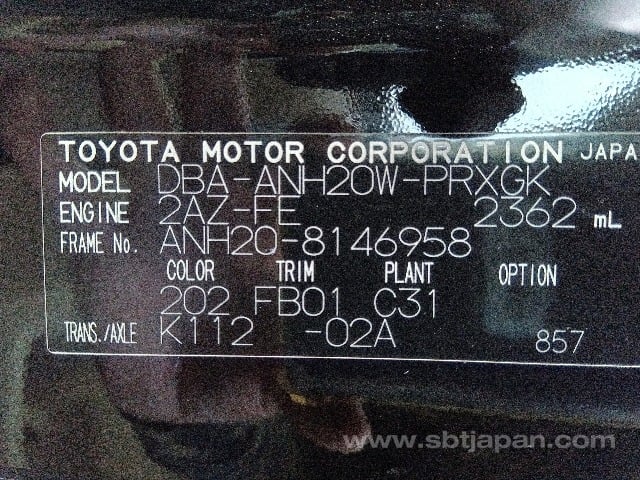 TOYOTA MOTOR CORPORATION JAPA
MODEL DBA-ANH20W-PRXGK
ENGINE 2AZ-FE 2362 mL
FRAME No. ANH20-8146958
COLOR TRIM PLANT OPTION
202 FB01 C31
TRANS./AXLE K112 -02A 857
www.sbtjapan.com